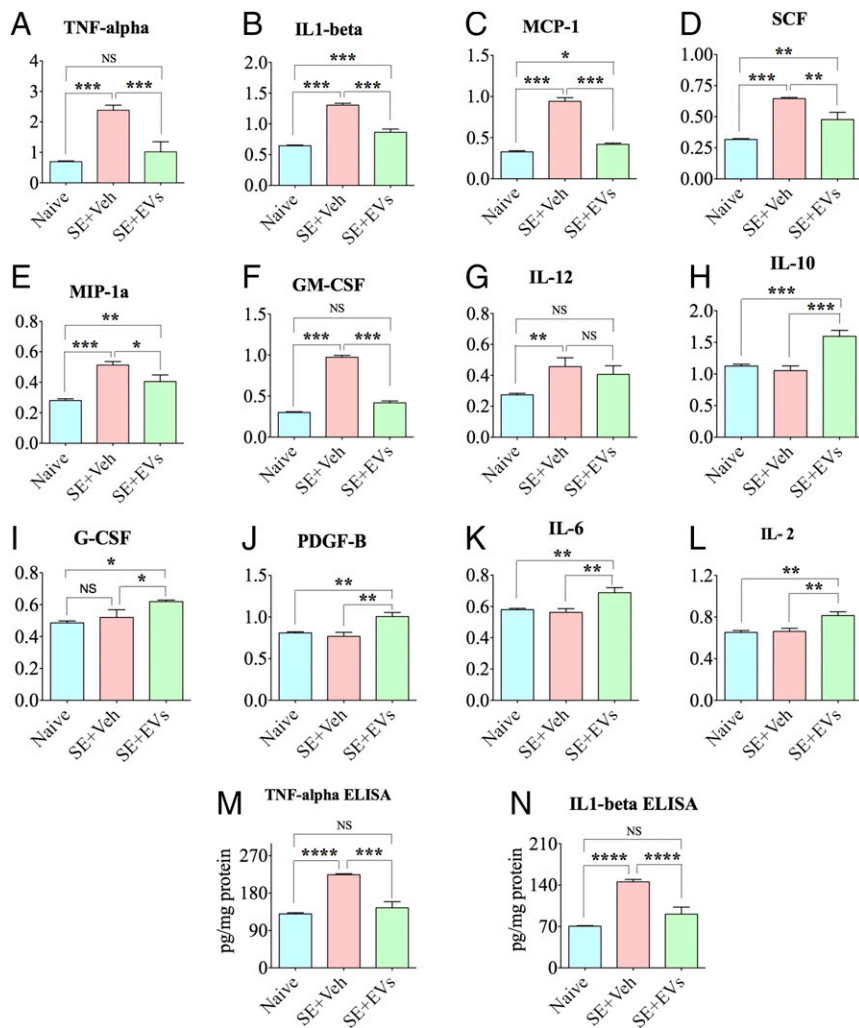 A TNF-alpha
NS
*** ***
4
3
2
1
0
Naive SE+Veh SE+EVs
B IL1-beta
***
*** ***
2.0
1.5
1.0
0.5
0.0
Naive SE+Veh SE+EVs
C MCP-1
*
*** ***
1.5
1.0
0.5
0.0
Naive SE+Veh SE+EVs
D SCF
**
*** **
1.00
0.75
0.50
0.25
0.00
Naive SE+Veh SE+EVs
E MIP-1a
**
*** *
0.8
0.6
0.4
0.2
0.0
Naive SE+Veh SE+EVs
F GM-CSF
NS
*** ***
1.5
1.0
0.5
0.0
Naive SE+Veh SE+EVs
G IL-12
NS
** NS
0.8
0.6
0.4
0.2
0.0
Naive SE+Veh SE+EVs
H IL-10
***
***
2.0
1.5
1.0
0.5
0.0
Naive SE+Veh SE+EVs
I G-CSF
*
NS *
0.8
0.6
0.4
0.2
0.0
Naive SE+Veh SE+EVs
J PDGF-B
**
**
1.5
1.0
0.5
0.0
Naive SE+Veh SE+EVs
K IL-6
**
**
0.8
0.6
0.4
0.2
0.0
Naive SE+Veh SE+EVs
L IL- 2
**
**
1.2
0.8
0.4
0.0
Naive SE+Veh SE+EVs
M TNF-alpha ELISA
NS
**** ***
pg/mg protein
270
180
90
0
Naive SE+Veh SE+EVs
N IL1-beta ELISA
NS
**** ****
pg/mg protein
210
140
70
0
Naive SE+Veh SE+EVs